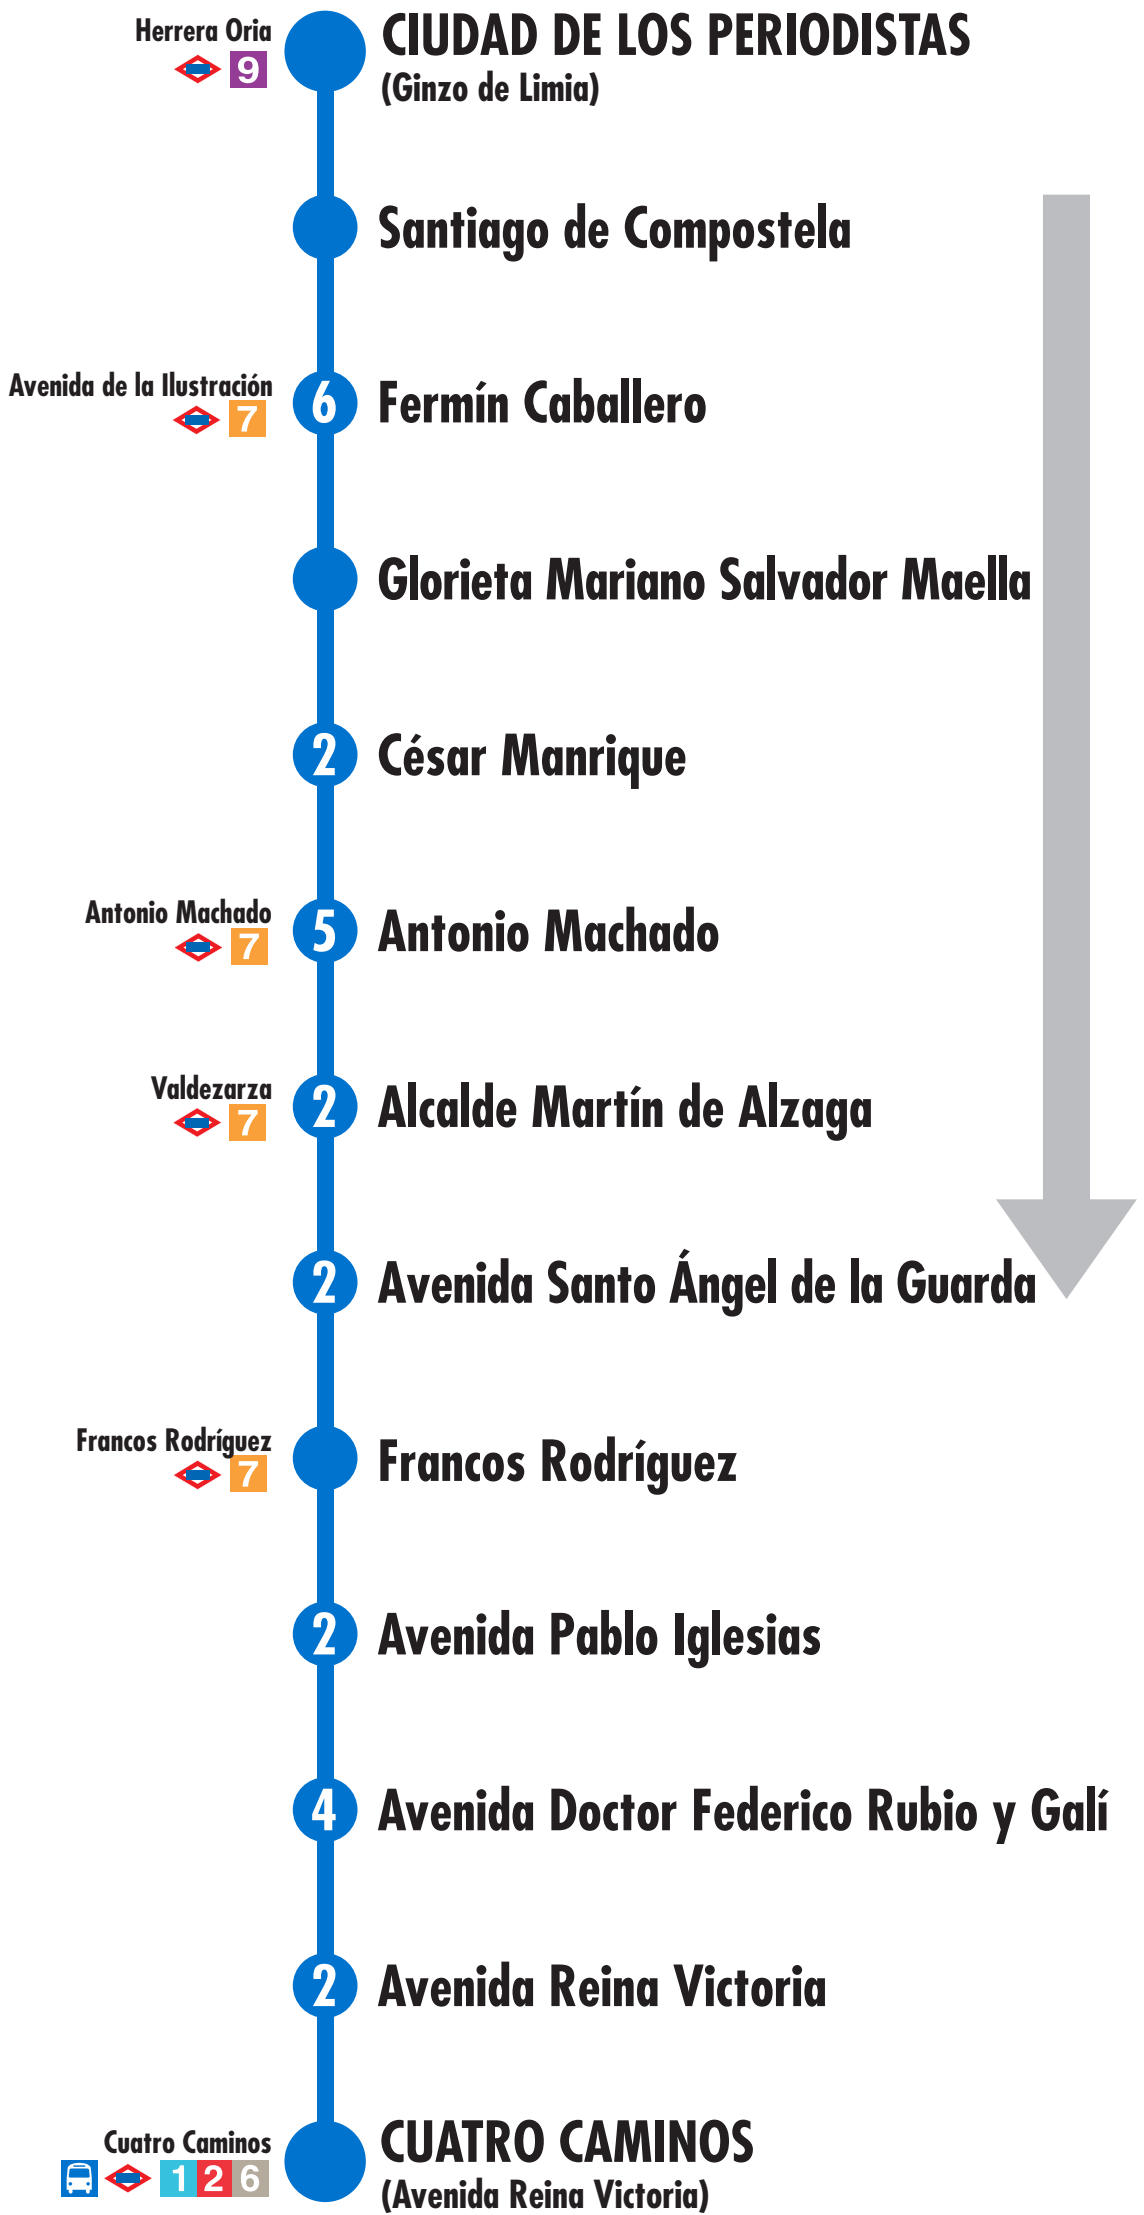 Herrera Oria
9
CIUDAD DE LOS PERIODISTAS
(Ginzo de Limia)
Santiago de Compostela
Avenida de la Ilustración
7
6
Fermín Caballero
Glorieta Mariano Salvador Maella
2
César Manrique
Antonio Machado
7
5
Antonio Machado
Valdezarza
7
2
Alcalde Martín de Alzaga
2
Avenida Santo Ángel de la Guarda
Francos Rodríguez
7
Francos Rodríguez
2
Avenida Pablo Iglesias
4
Avenida Doctor Federico Rubio y Galí
2
Avenida Reina Victoria
Cuatro Caminos
1 2 6
CUATRO CAMINOS
(Avenida Reina Victoria)